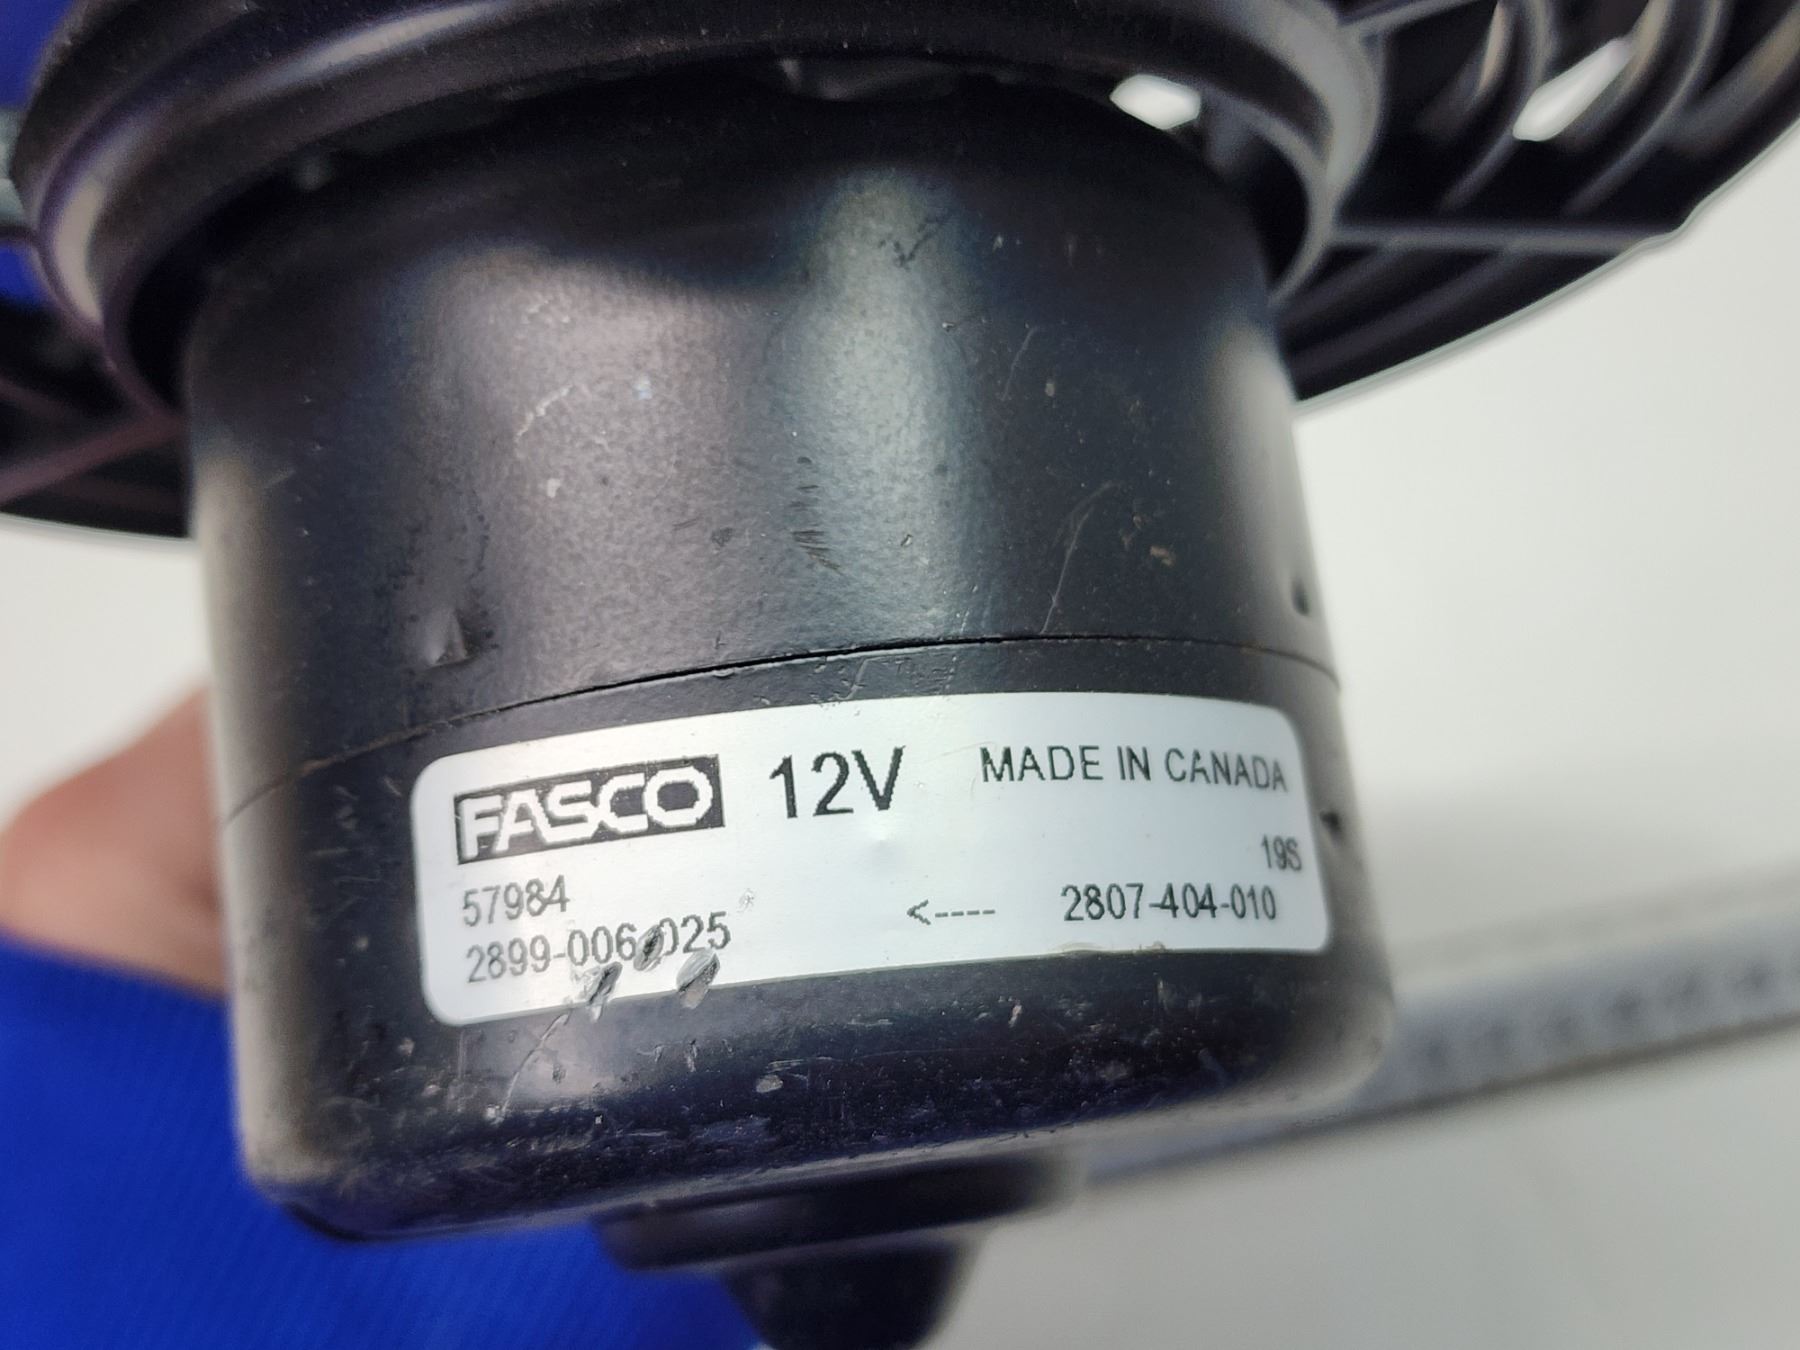 FASCO 12V MADE IN CANADA
19S
57984
2899-006-025 <---- 2807-404-010